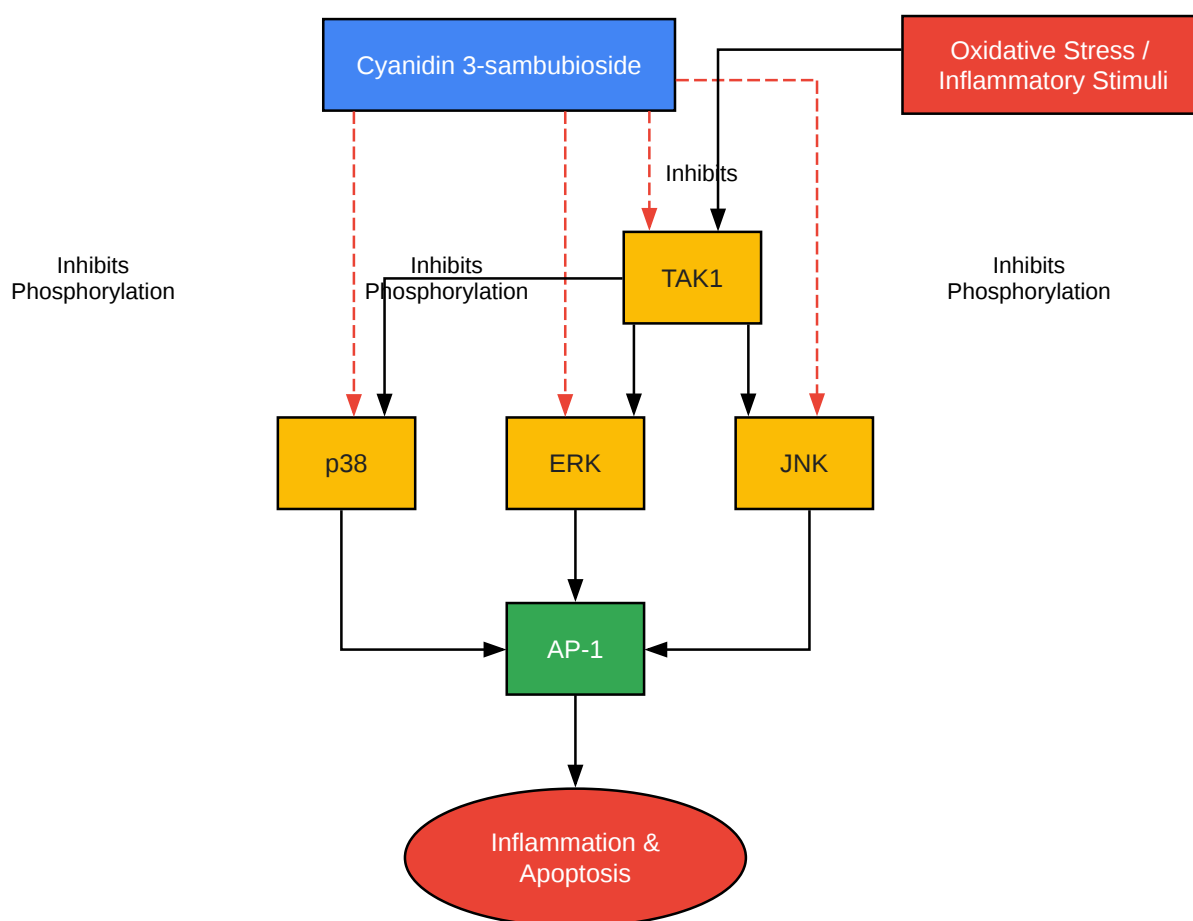 Cyanidin 3-sambubioside
Oxidative Stress /
Inflammatory Stimuli
Inhibits
TAK1
Inhibits
Phosphorylation
Inhibits
Phosphorylation
Inhibits
Phosphorylation
p38
ERK
JNK
AP-1
Inflammation &
Apoptosis